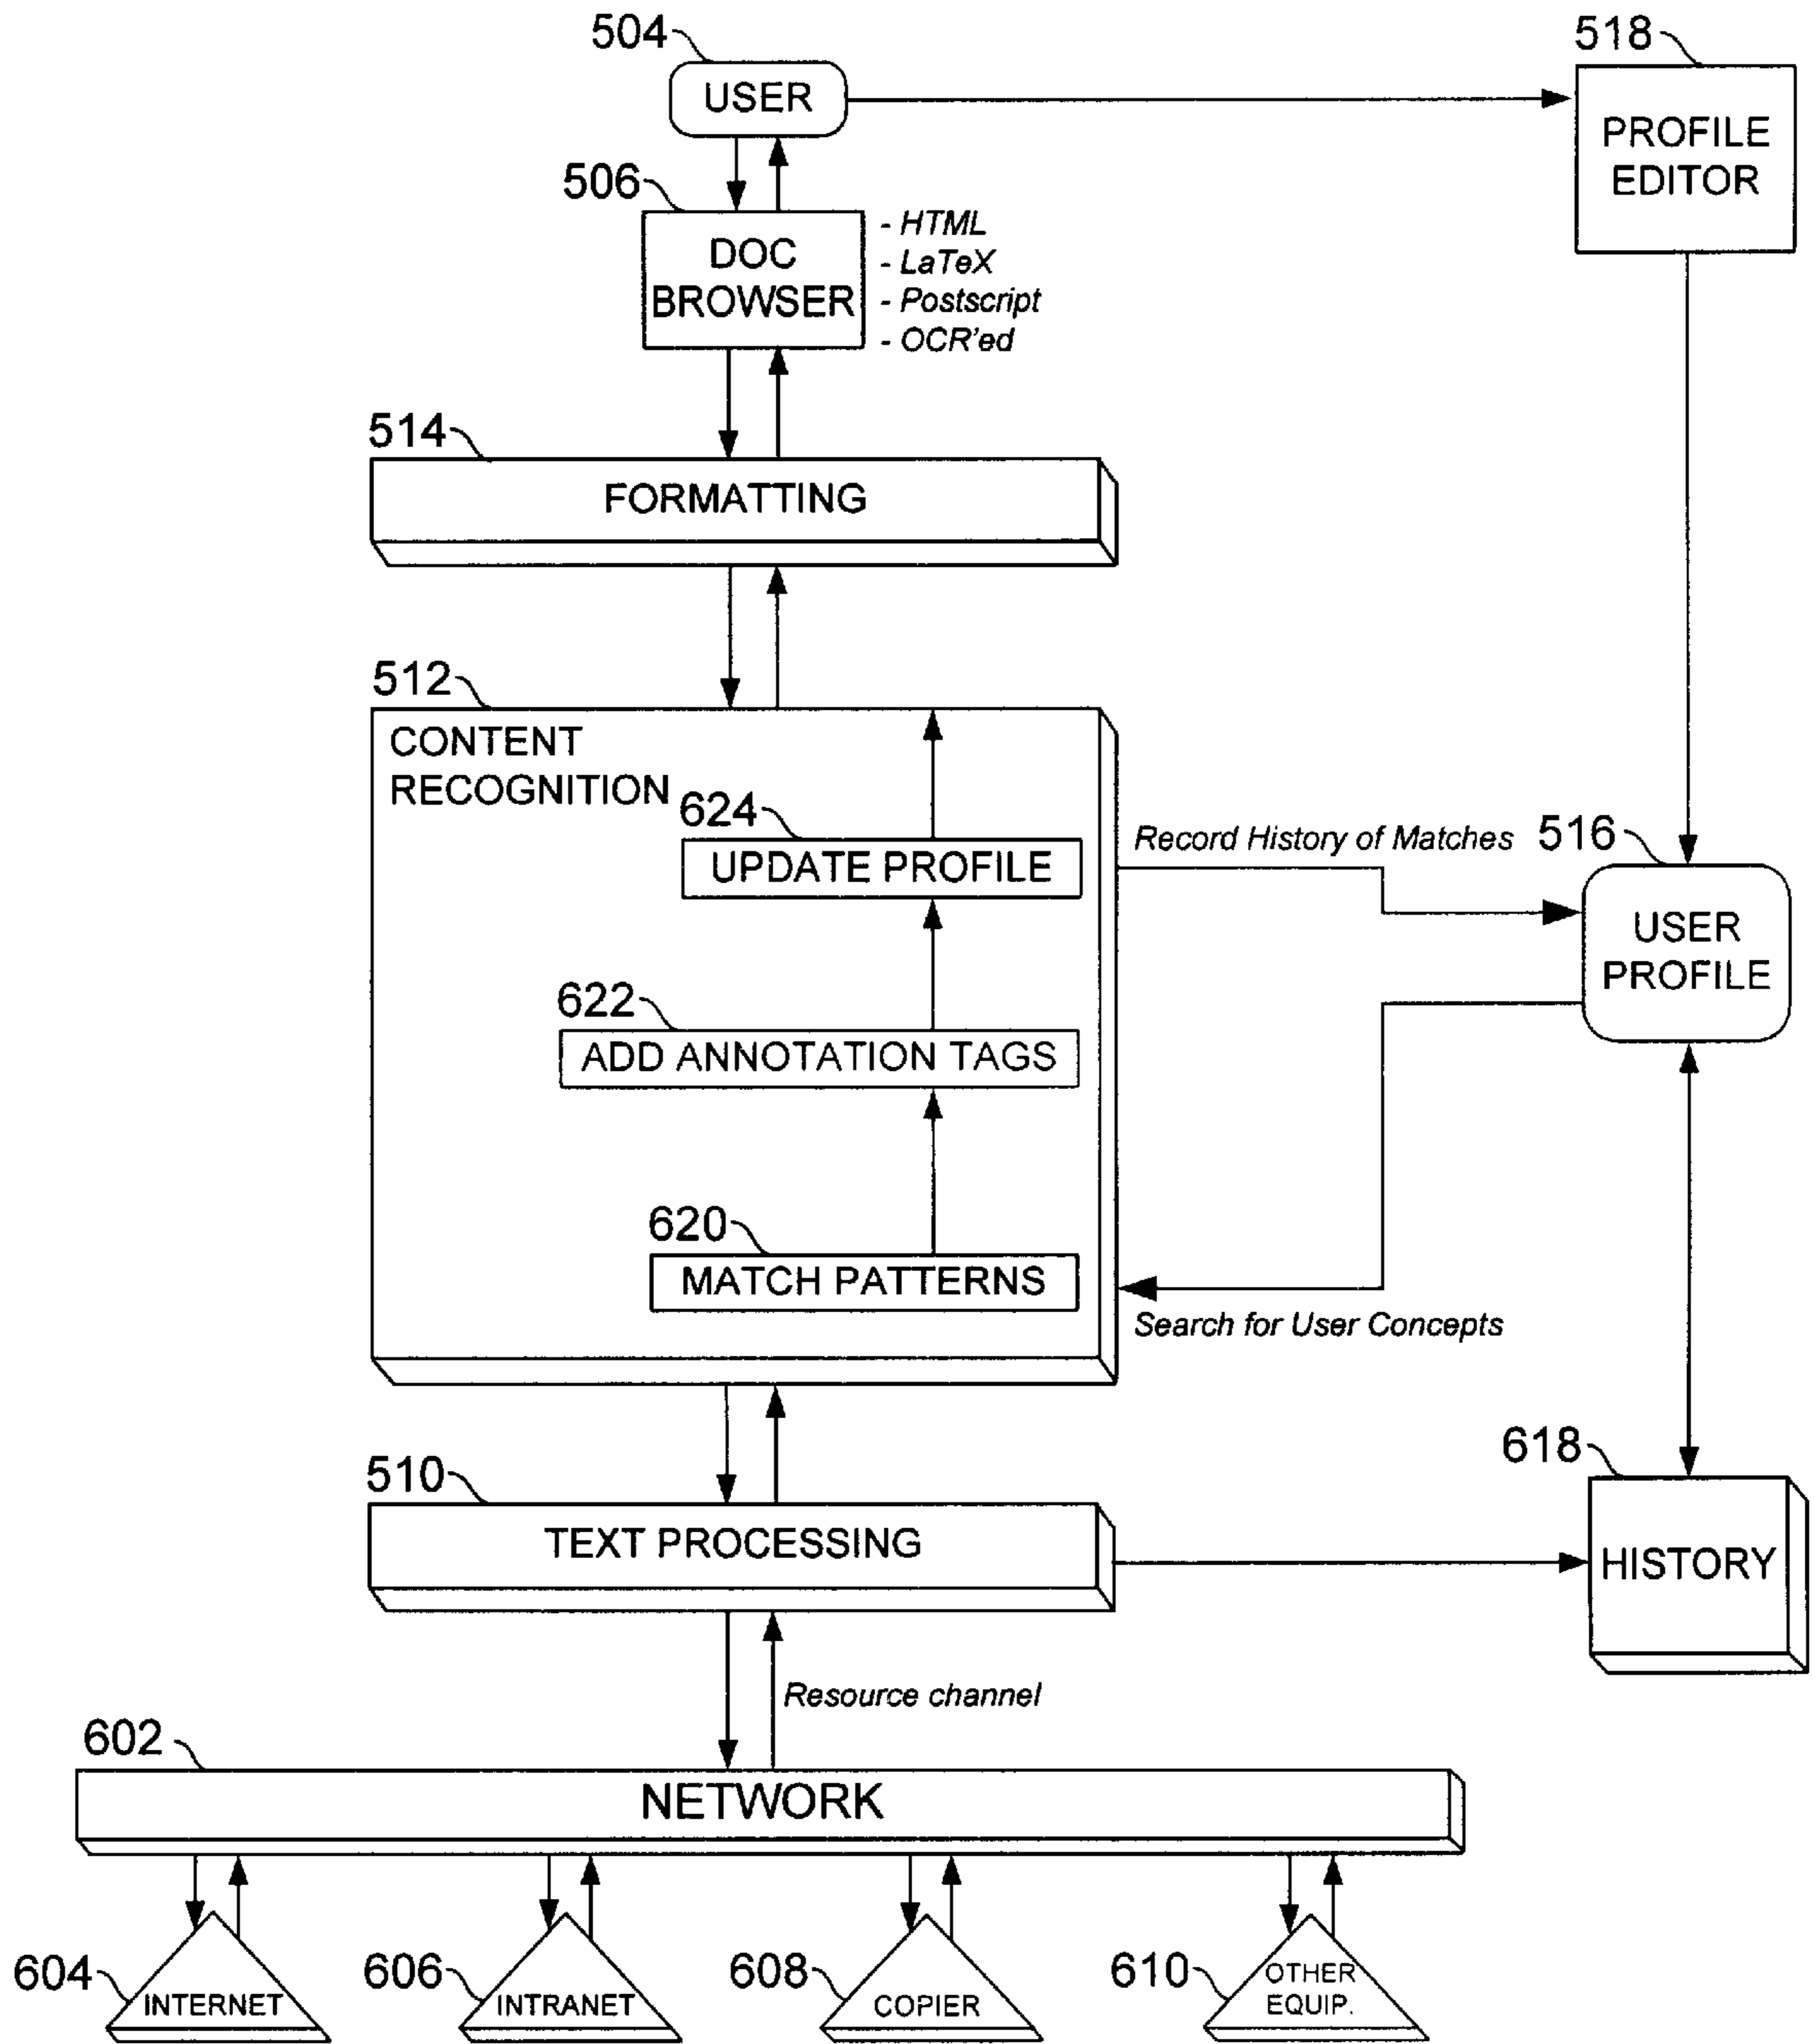 504
USER
518
PROFILE
EDITOR
506
DOC
BROWSER
- HTML
- LaTeX
- Postscript
- OCR'ed
514
FORMATTING
512
CONTENT
RECOGNITION
624
UPDATE PROFILE
Record History of Matches
516
USER
PROFILE
622
ADD ANNOTATION TAGS
620
MATCH PATTERNS
Search for User Concepts
510
TEXT PROCESSING
618
HISTORY
Resource channel
602
NETWORK
604
INTERNET
606
INTRANET
608
COPIER
610
OTHER
EQUIP.